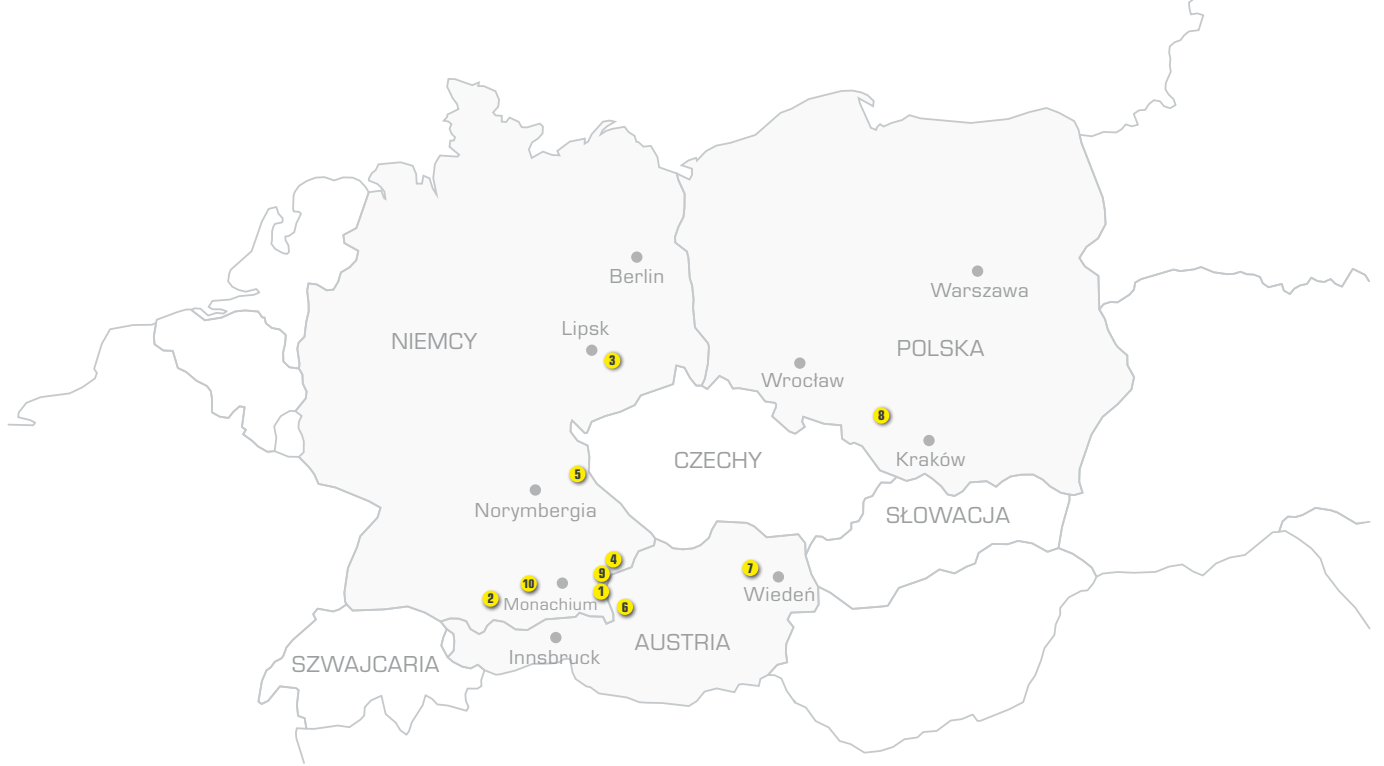 Berlin
Warszawa
Lipsk
NIEMCY
POLSKA
3
Wrocław
8
Kraków
CZECHY
5
Norymbergia
SŁOWACJA
4
9
7
10
1
Wiedeń
2
Monachium
6
AUSTRIA
Innsbruck
SZWAJCARIA